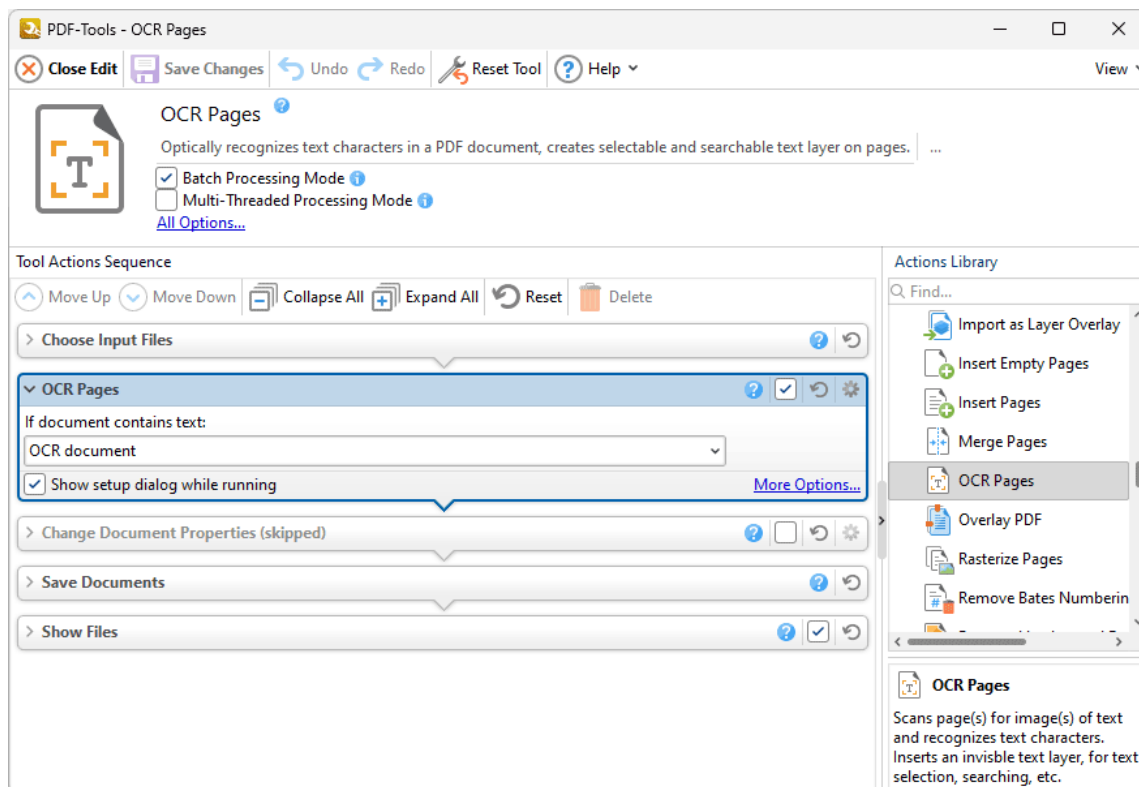 PDF-Tools - OCR Pages
Close Edit Save Changes Undo Redo Reset Tool ? Help View
OCR Pages ?
Optically recognizes text characters in a PDF document, creates selectable and searchable text layer on pages. ...
Batch Processing Mode i
Multi-Threaded Processing Mode i
All Options...
Tool Actions Sequence
Move Up Move Down Collapse All Expand All Reset Delete
Choose Input Files ?
OCR Pages ?
If document contains text:
OCR document
Show setup dialog while running More Options...
Change Document Properties (skipped) ?
Save Documents ?
Show Files ?
Actions Library
Find...
Import as Layer Overlay
Insert Empty Pages
Insert Pages
Merge Pages
T OCR Pages
Overlay PDF
Rasterize Pages
# Remove Bates Numberin
T OCR Pages
Scans page(s) for image(s) of text
and recognizes text characters.
Inserts an invisble text layer, for text
selection, searching, etc.